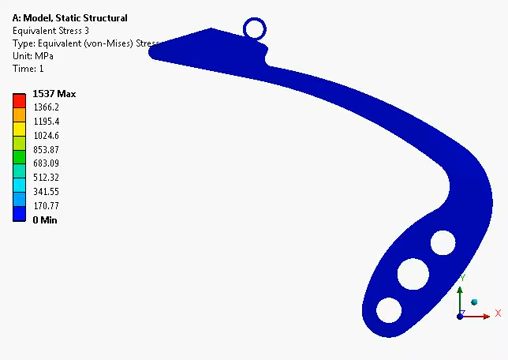 A: Model, Static Structural
Equivalent Stress 3
Type: Equivalent (von-Mises) Stress
Unit: MPa
Time: 1
1537 Max
1366.2
1195.4
1024.6
853.87
683.09
512.32
341.55
170.77
0 Min
Y
Z
X